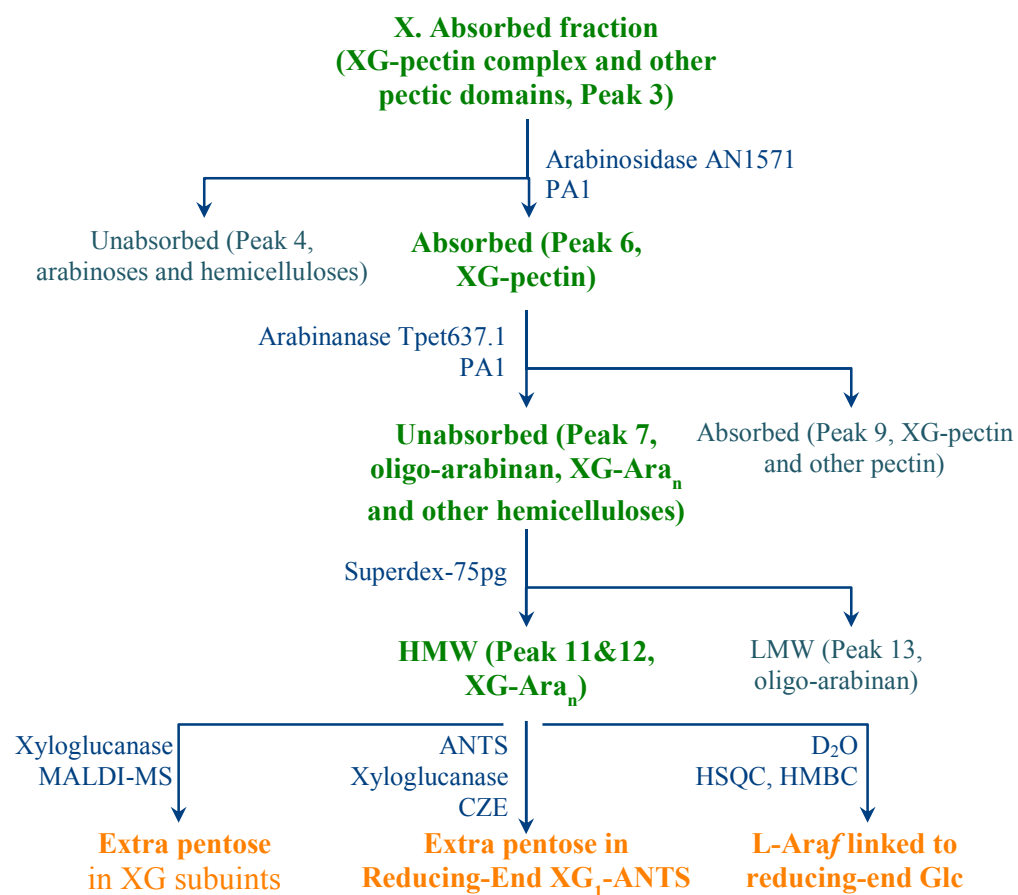 X. Absorbed fraction
(XG-pectin complex and other
pectic domains, Peak 3)
Arabinosidase AN1571
PA1
Unabsorbed (Peak 4,
arabinoses and hemicelluloses)
Absorbed (Peak 6,
XG-pectin)
Arabinanase Tpet637.1
PA1
Unabsorbed (Peak 7,
oligo-arabinan, XG-Araₙ
and other hemicelluloses)
Absorbed (Peak 9, XG-pectin
and other pectin)
Superdex-75pg
HMW (Peak 11&12,
XG-Araₙ)
LMW (Peak 13,
oligo-arabinan)
Xyloglucanase
MALDI-MS
ANTS
Xyloglucanase
CZE
D₂O
HSQC, HMBC
Extra pentose
in XG subuints
Extra pentose in
Reducing-End XG₁-ANTS
L-Araf linked to
reducing-end Glc